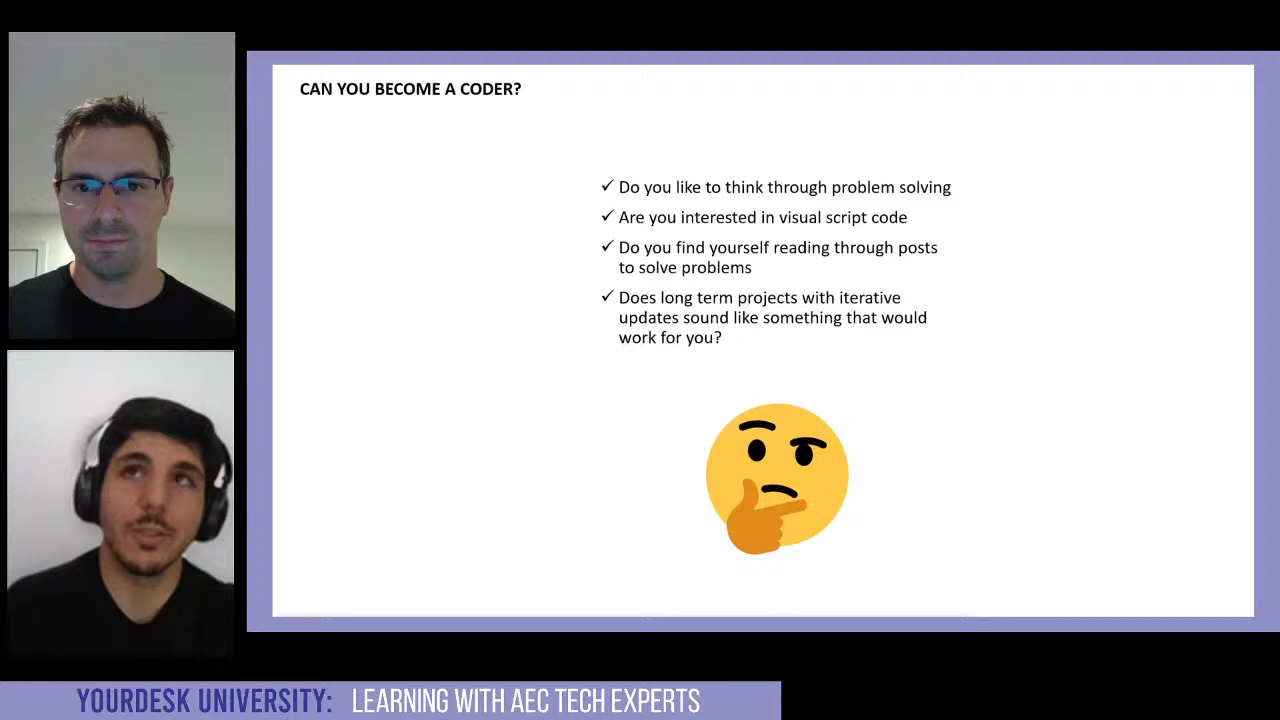 CAN YOU BECOME A CODER?
✓ Do you like to think through problem solving
✓ Are you interested in visual script code
✓ Do you find yourself reading through posts
to solve problems
✓ Does long term projects with iterative
updates sound like something that would
work for you?
YOURDESK UNIVERSITY: LEARNING WITH AEC TECH EXPERTS